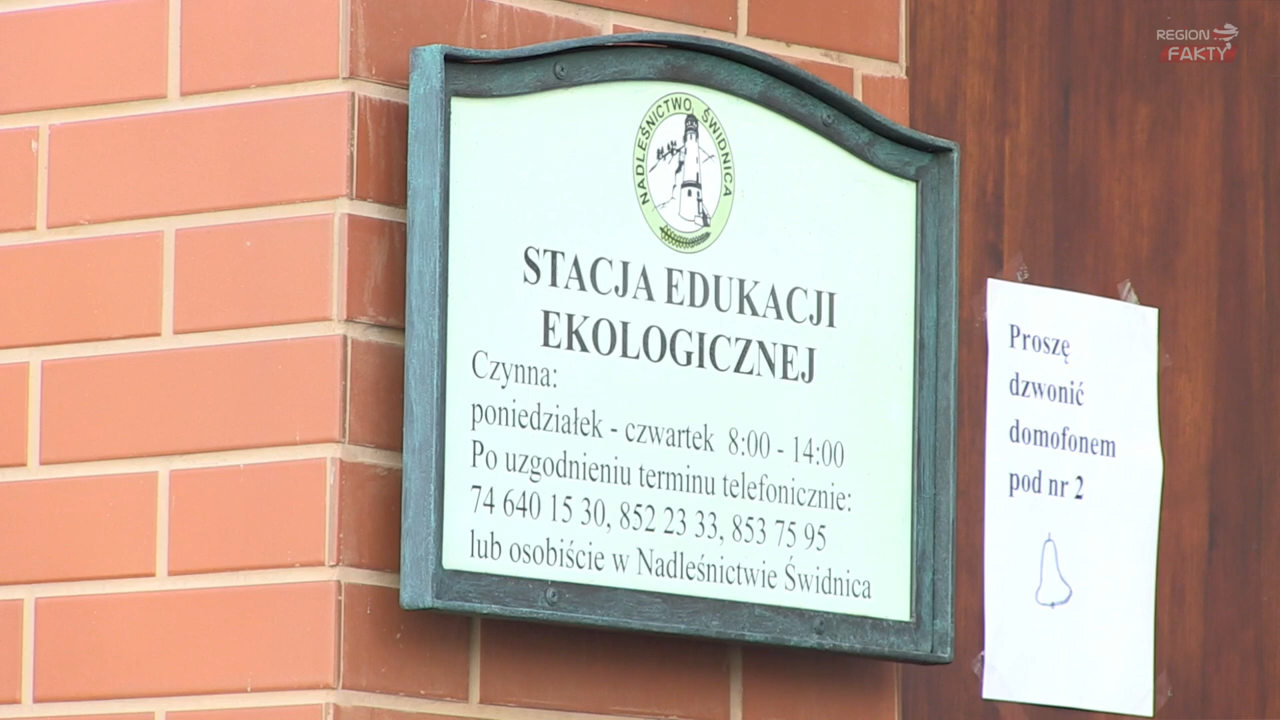 REGION
FAKTY
NADLEŚNICTWO ŚWIDNICA
STACJA EDUKACJI
EKOLOGICZNEJ
Czynna:
poniedziałek - czwartek 8:00 - 14:00
Po uzgodnieniu terminu telefonicznie:
74 640 15 30, 852 23 33, 853 75 95
lub osobiście w Nadleśnictwie Świdnica
Proszę
dzwonić
domofonem
pod nr 2